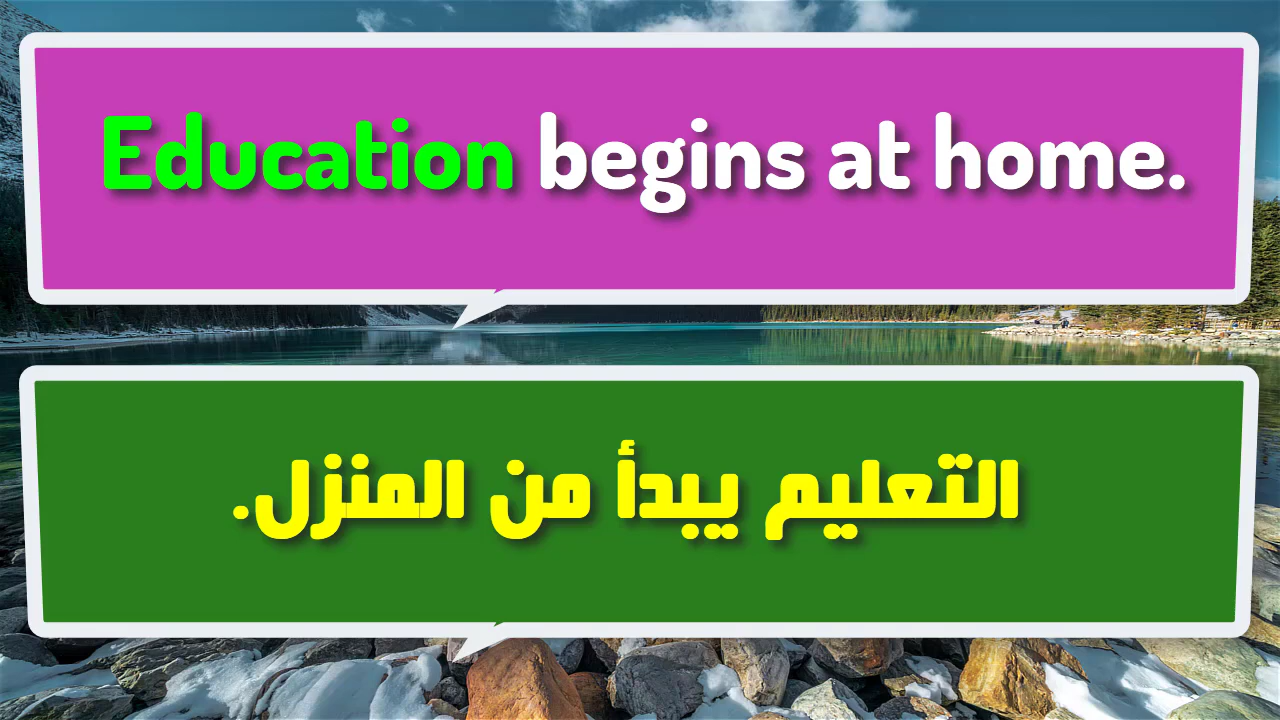 Education begins at home.
التعليم يبدأ من المنزل.